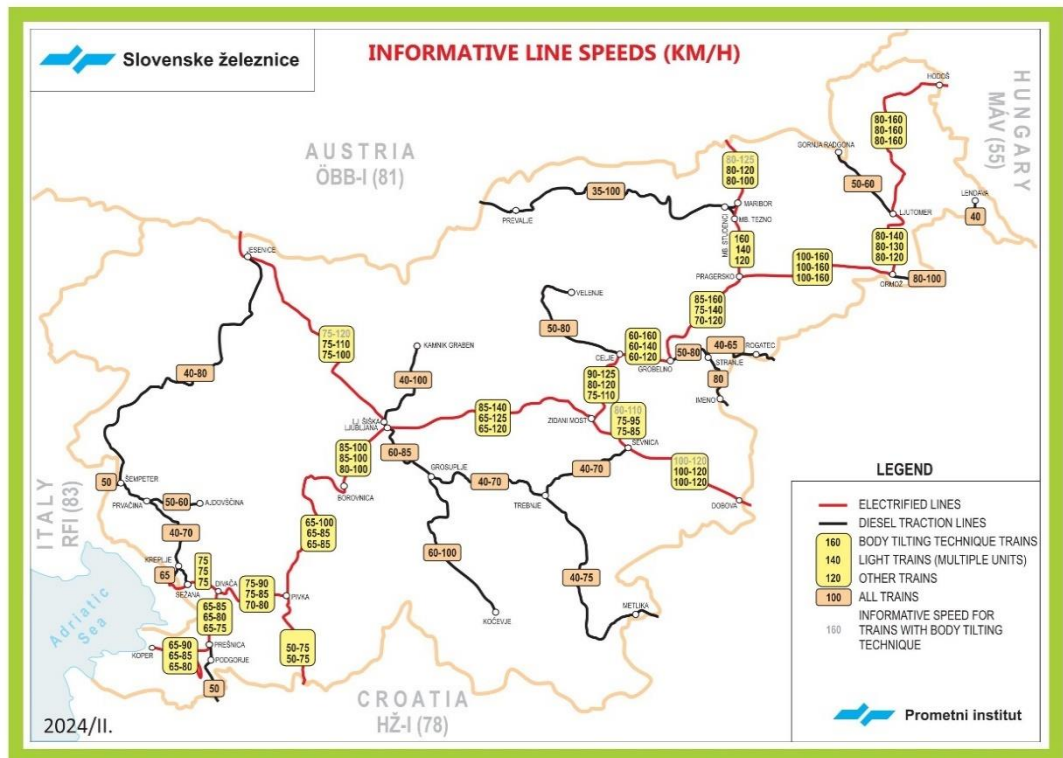 Slovenske železnice
INFORMATIVE LINE SPEEDS (KM/H)
AUSTRIA
ÖBB-I (81)
HUNGARY
MÁV (55)
ITALY
RFI (83)
CROATIA
HŽ-I (78)
Adriatic
Sea
HODOŠ
80-160
80-160
80-160
GORNJA RADGONA
50-60
LENDAVA
40
LJUTOMER
80-140
80-130
80-120
ORMOŽ
80-100
80-125
80-120
80-100
35-100
PREVALJE
MARIBOR
MB. TEZNO
MB. STUDENCI
160
140
120
PRAGERSKO
100-160
100-160
100-160
85-160
75-140
70-120
VELENJE
50-80
CELJE
60-160
60-140
60-120
GROBELNO
50-80
40-65
ROGATEC
STRANJE
80
IMENO
90-125
80-120
75-110
ZIDANI MOST
80-110
75-95
75-85
SEVNICA
100-120
100-120
100-120
DOBOVA
JESENICE
75-120
75-110
75-100
KAMNIK GRABEN
40-100
40-80
LJ. ŠIŠKA
LJUBLJANA
85-140
65-125
65-120
60-85
GROSUPLJE
40-70
40-70
TREBNJE
85-100
85-100
80-100
BOROVNICA
ŠEMPETER
50
PRVAČINA
50-60
AJDOVŠČINA
40-70
65-100
65-85
65-85
60-100
40-75
KREPLJE
65
SEŽANA
75
75
75
DIVAČA
75-90
75-85
70-80
PIVKA
65-85
65-80
65-75
50-75
50-75
KOČEVJE
METLIKA
KOPER
65-90
65-85
65-80
PREŠNICA
PODGORJE
50
LEGEND
ELECTRIFIED LINES
DIESEL TRACTION LINES
160 BODY TILTING TECHNIQUE TRAINS
140 LIGHT TRAINS (MULTIPLE UNITS)
120 OTHER TRAINS
100 ALL TRAINS
160 INFORMATIVE SPEED FOR
TRAINS WITH BODY TILTING
TECHNIQUE
Prometni institut
2024/II.